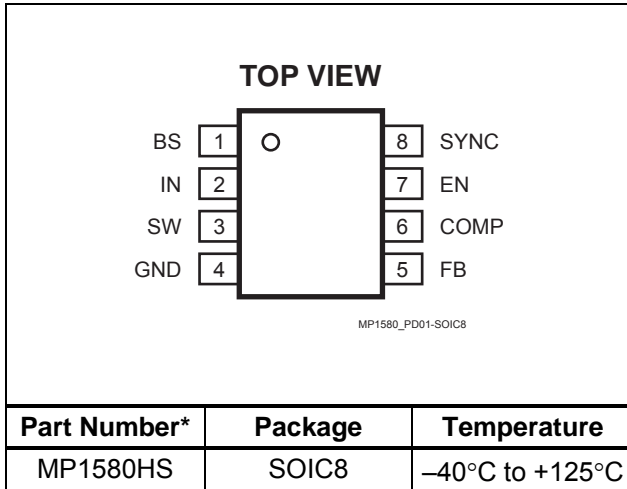 TOP VIEW
BS 1 8 SYNC
IN 2 7 EN
SW 3 6 COMP
GND 4 5 FB
MP1580_PD01-SOIC8
Part Number* Package Temperature
MP1580HS SOIC8 –40°C to +125°C